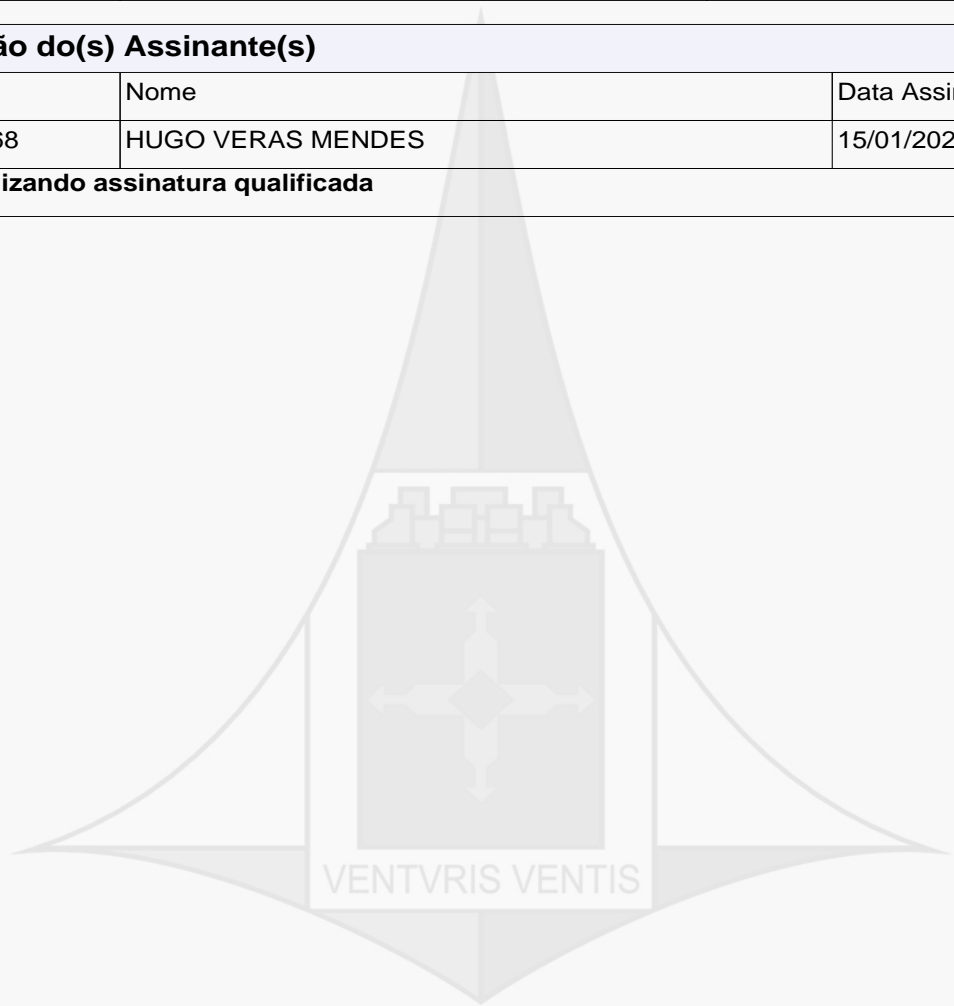 ão do(s) Assinante(s)
Nome Data Assi
68 HUGO VERAS MENDES 15/01/202
izando assinatura qualificada
VENTVRIS VENTIS